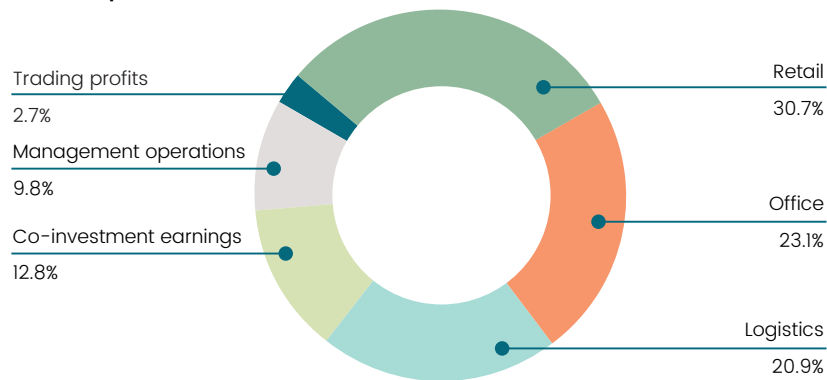 Trading profits
2.7%
Management operations
9.8%
Co-investment earnings
12.8%
Retail
30.7%
Office
23.1%
Logistics
20.9%